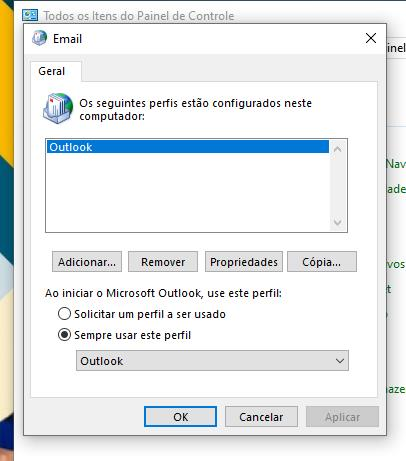 Todos os Itens do Painel de Controle
Email
inel
Geral
Os seguintes perfis estão configurados neste
computador:
Outlook
Nav
ade
Adicionar...
Remover
Propriedades
Cópia...
vos
et
Ao iniciar o Microsoft Outlook, use este perfil:
Solicitar um perfil a ser usado
Sempre usar este perfil
Outlook
aze
OK
Cancelar
Aplicar